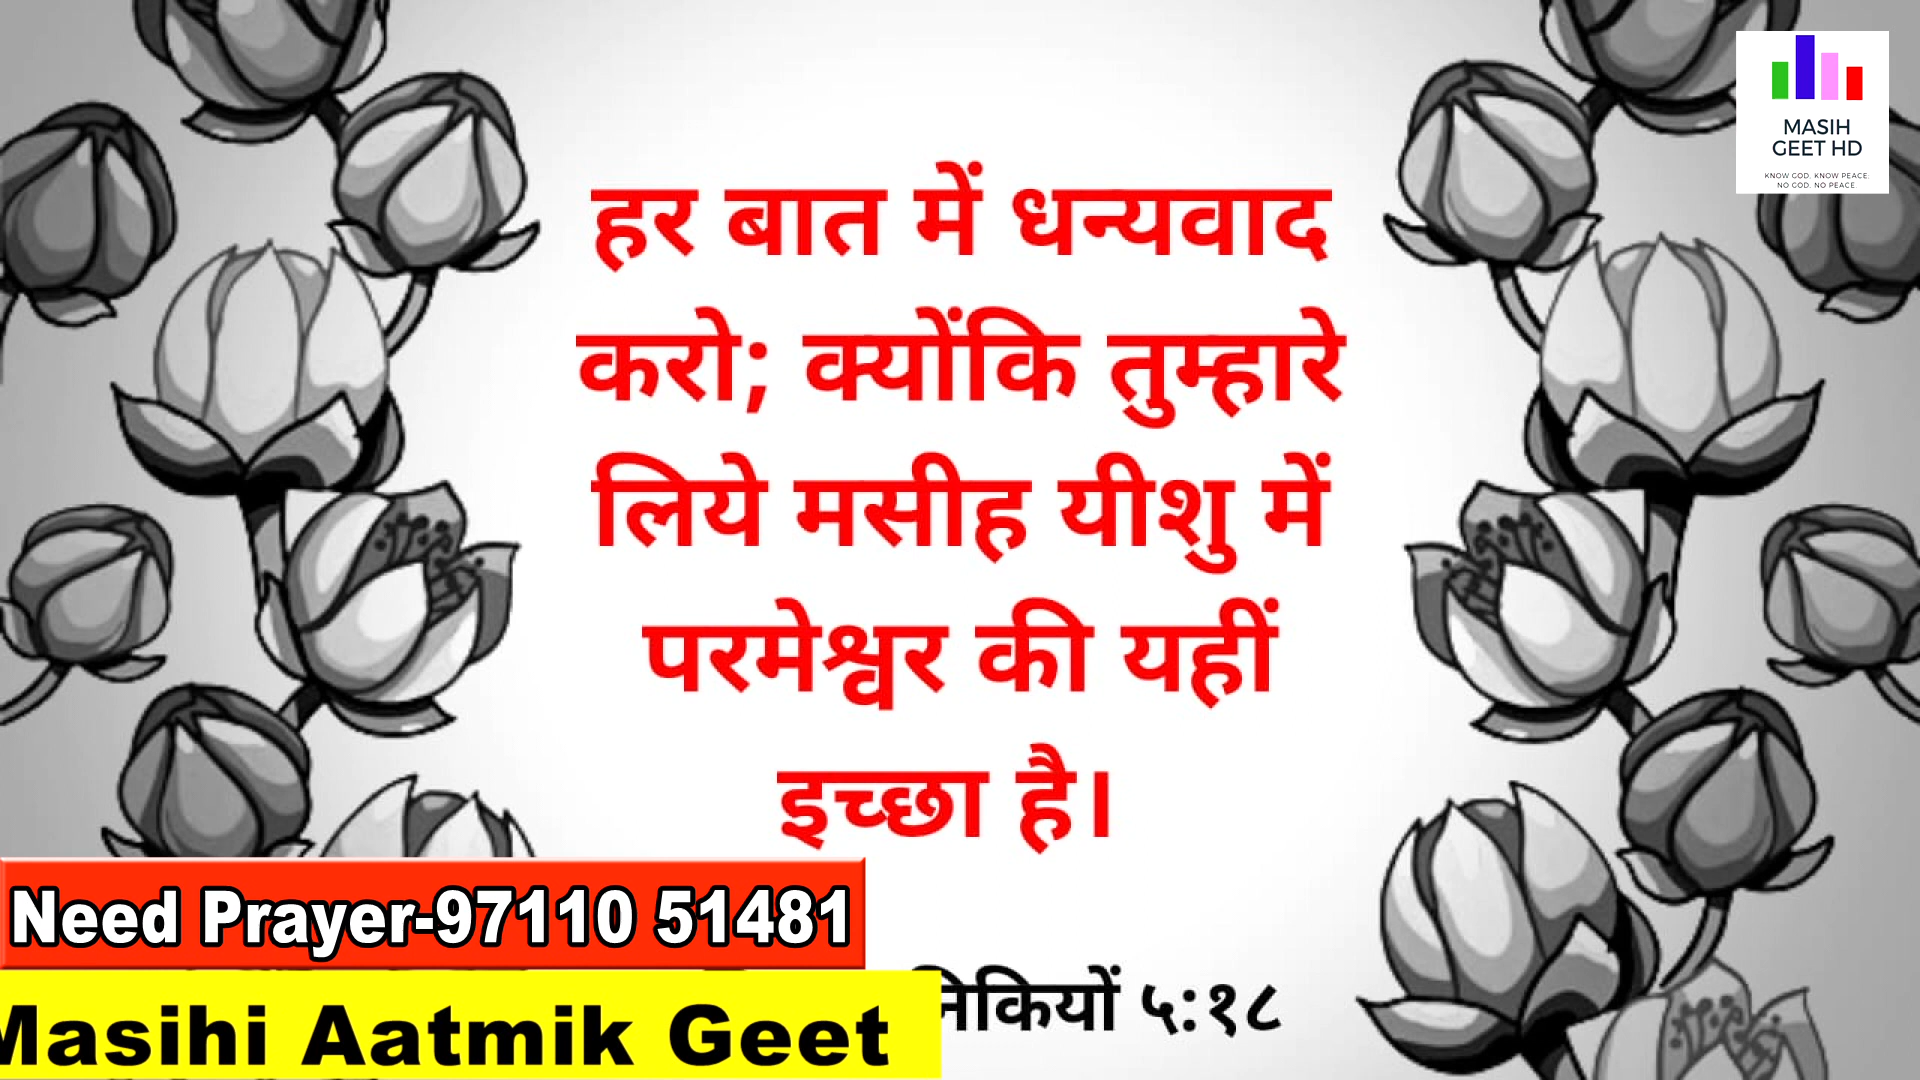 MASIH
GEET HD
KNOW GOD. KNOW PEACE.
NO GOD. NO PEACE.
हर बात में धन्यवाद
करो; क्योंकि तुम्हारे
लिये मसीह यीशु में
परमेश्वर की यहीं
इच्छा है।
Need Prayer-97110 51481
५:१८
Masihi Aatmik Geet